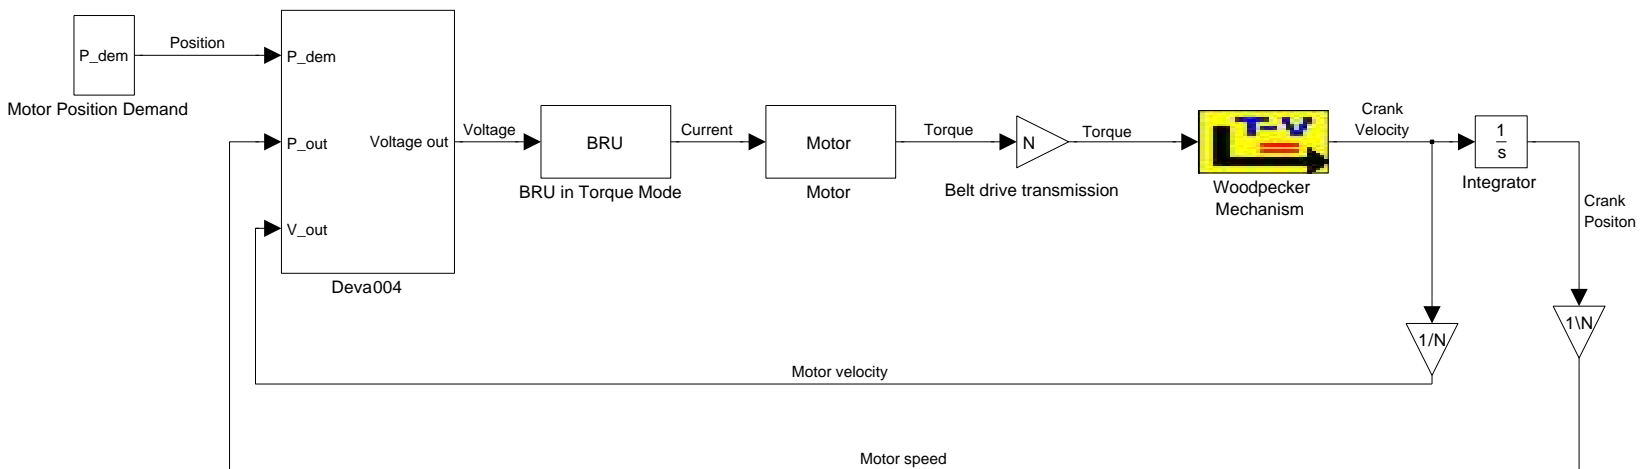 P_dem
Motor Position Demand
Position
P_dem
P_out
V_out
Voltage out
Deva004
Voltage
BRU
BRU in Torque Mode
Current
Motor
Motor
Torque
N
Belt drive transmission
Torque
T-V
Woodpecker
Mechanism
Crank
Velocity
1
s
Integrator
Crank
Positon
1/N
1\N
Motor velocity
Motor speed